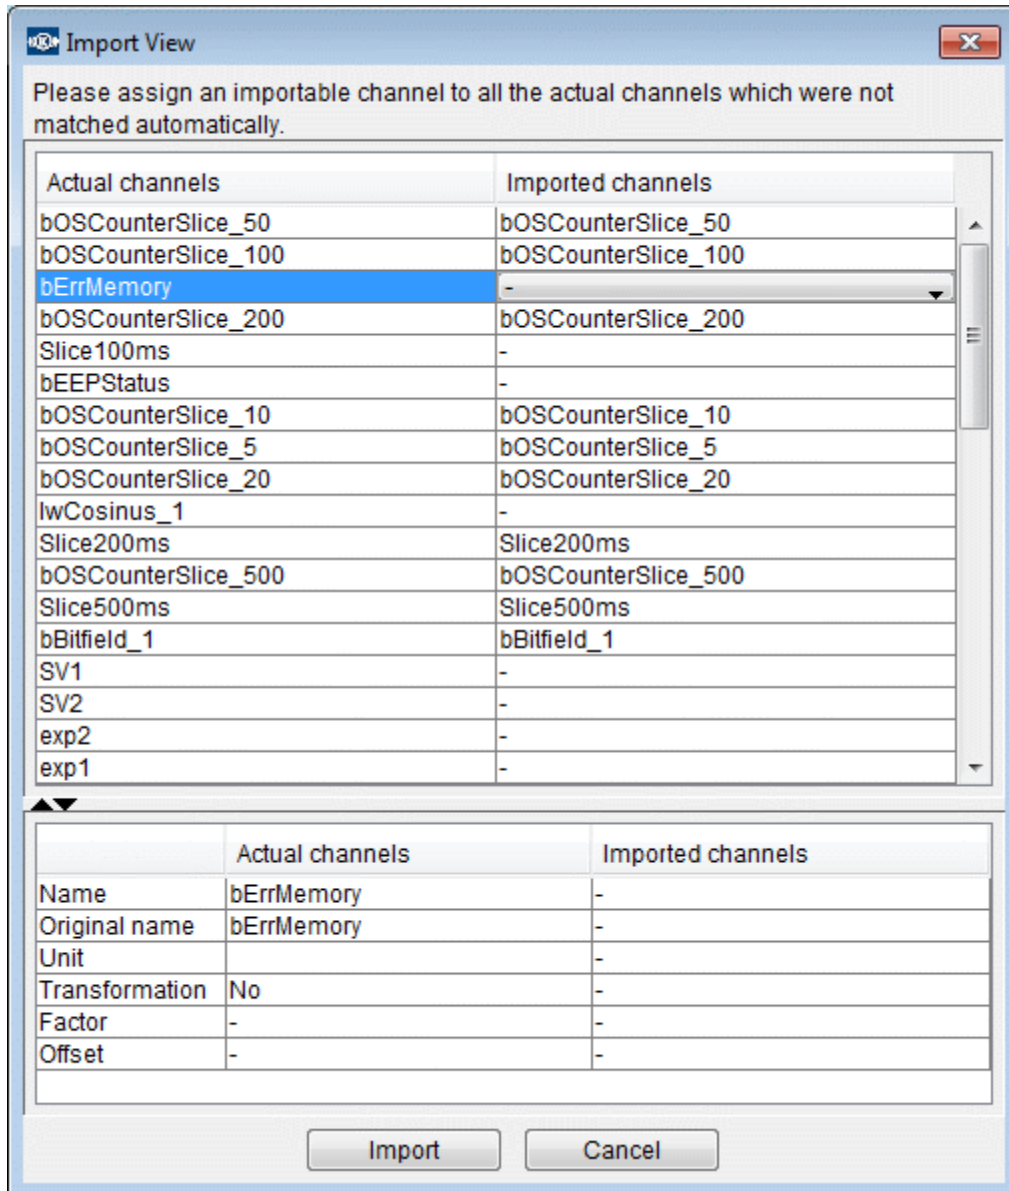 Import View
Please assign an importable channel to all the actual channels which were not
matched automatically.
Actual channels Imported channels
bOSCounterSlice_50 bOSCounterSlice_50
bOSCounterSlice_100 bOSCounterSlice_100
bErrMemory -
bOSCounterSlice_200 bOSCounterSlice_200
Slice100ms -
bEEPStatus -
bOSCounterSlice_10 bOSCounterSlice_10
bOSCounterSlice_5 bOSCounterSlice_5
bOSCounterSlice_20 bOSCounterSlice_20
lwCosinus_1 -
Slice200ms Slice200ms
bOSCounterSlice_500 bOSCounterSlice_500
Slice500ms Slice500ms
bBitfield_1 bBitfield_1
SV1 -
SV2 -
exp2 -
exp1 -
Actual channels Imported channels
Name bErrMemory -
Original name bErrMemory -
Unit -
Transformation No -
Factor - -
Offset - -
Import Cancel